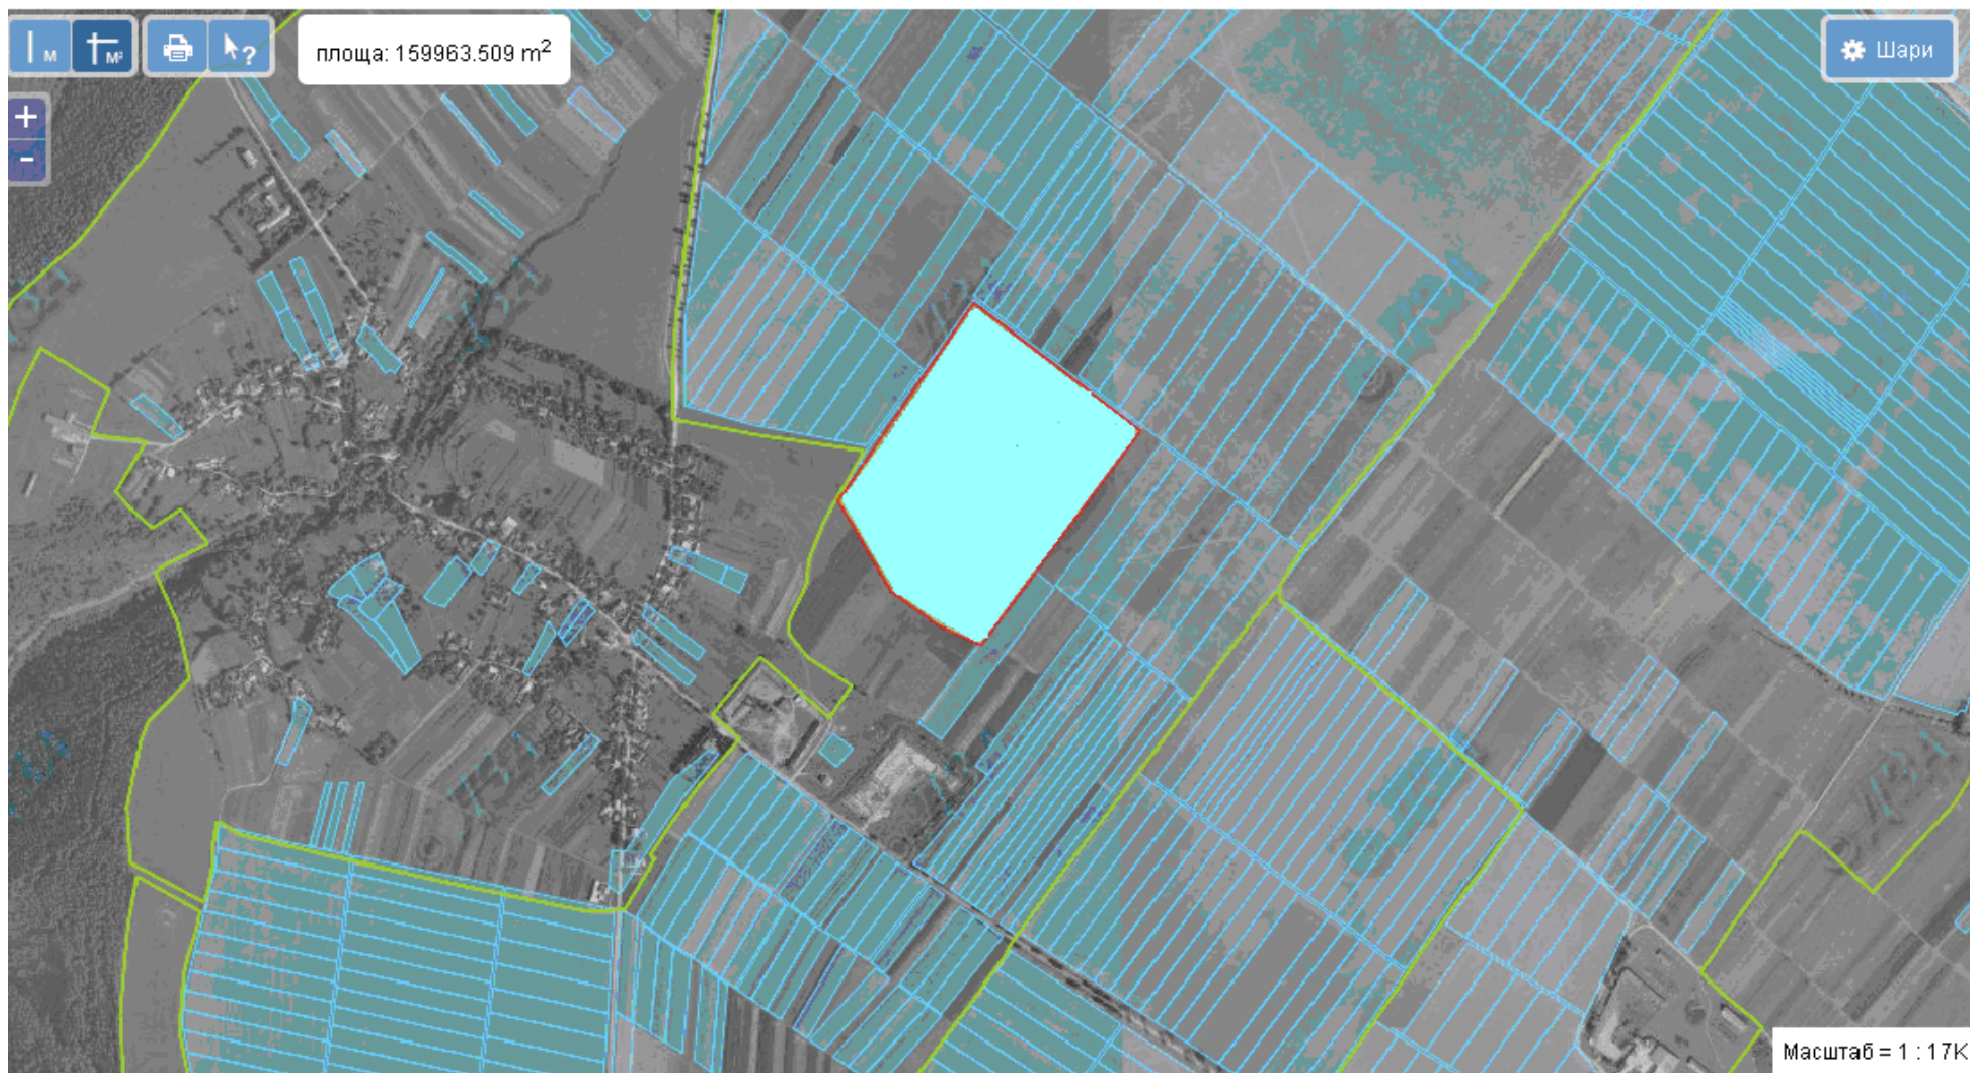 м
м²
?
площа: 159963.509 m²
Шари
+
-
Масштаб = 1 : 17K